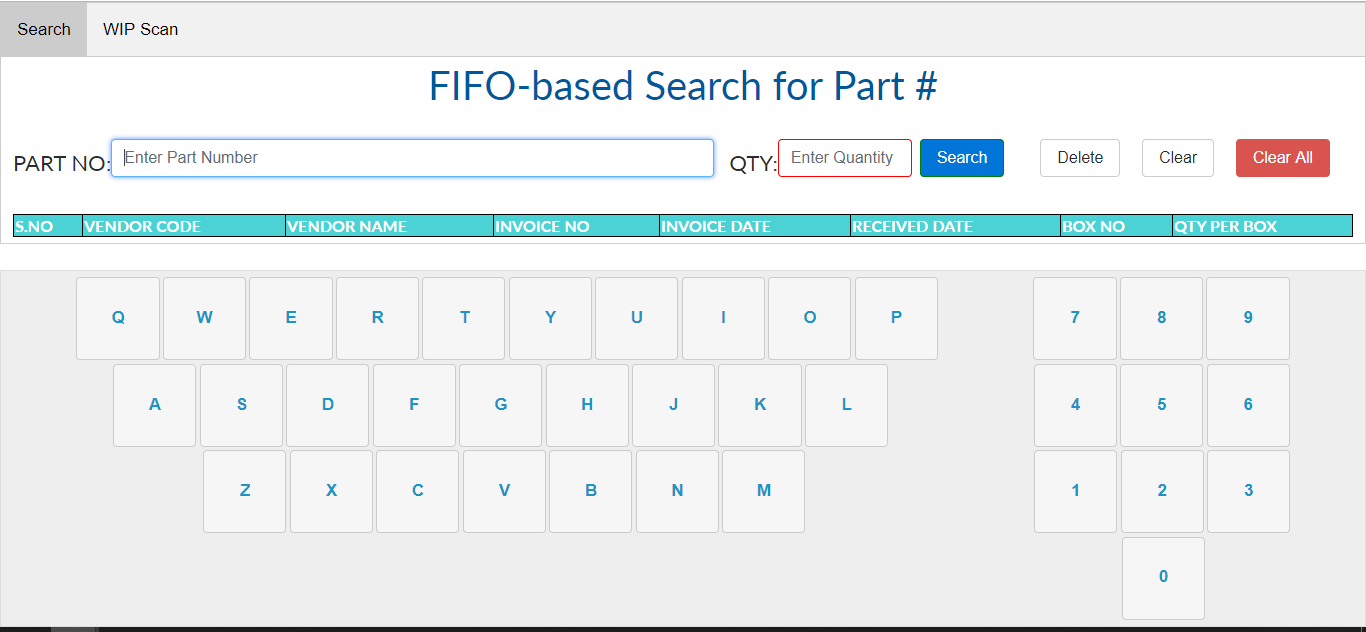 Search WIP Scan
FIFO-based Search for Part #
PART NO: Enter Part Number QTY: Enter Quantity Search Delete Clear Clear All
S.NO VENDOR CODE VENDOR NAME INVOICE NO INVOICE DATE RECEIVED DATE BOX NO QTY PER BOX
Q W E R T Y U I O P 7 8 9
A S D F G H J K L 4 5 6
Z X C V B N M 1 2 3
0